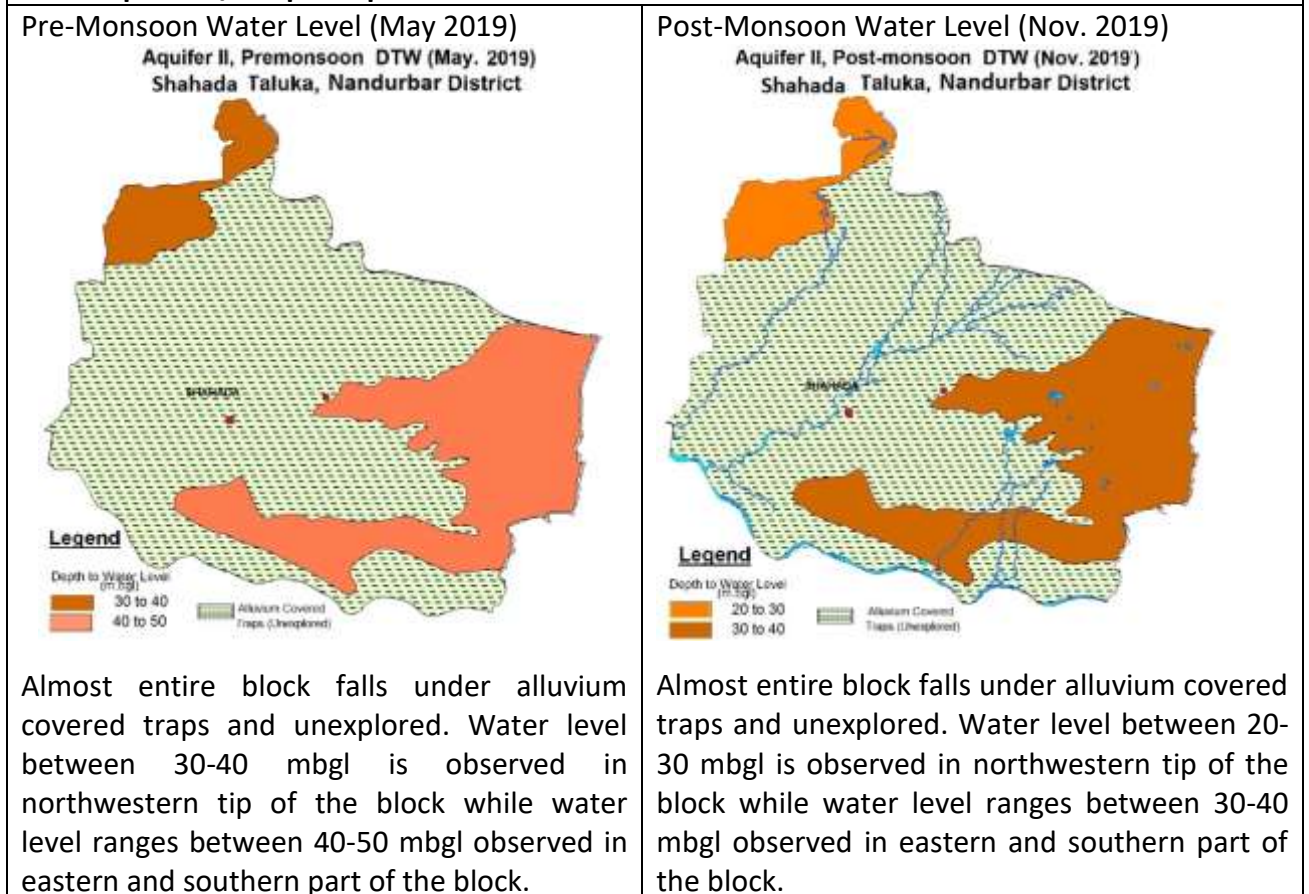 Pre-Monsoon Water Level (May 2019)
Aquifer II, Premonsoon DTW (May. 2019)
Shahada Taluka, Nandurbar District
SHAHADA
Legend
Depth to Water Level
(m bgl)
30 to 40
40 to 50
Alluvium Covered
Traps (Unexplored)
Almost entire block falls under alluvium
covered traps and unexplored. Water level
between 30-40 mbgl is observed in
northwestern tip of the block while water
level ranges between 40-50 mbgl observed in
eastern and southern part of the block.
Post-Monsoon Water Level (Nov. 2019)
Aquifer II, Post-monsoon DTW (Nov. 2019')
Shahada Taluka, Nandurbar District
SHAHADA
Legend
Depth to Water Level
(m bgl)
20 to 30
30 to 40
Alluvium Covered
Traps (Unexplored)
Almost entire block falls under alluvium covered
traps and unexplored. Water level between 20-
30 mbgl is observed in northwestern tip of the
block while water level ranges between 30-40
mbgl observed in eastern and southern part of
the block.